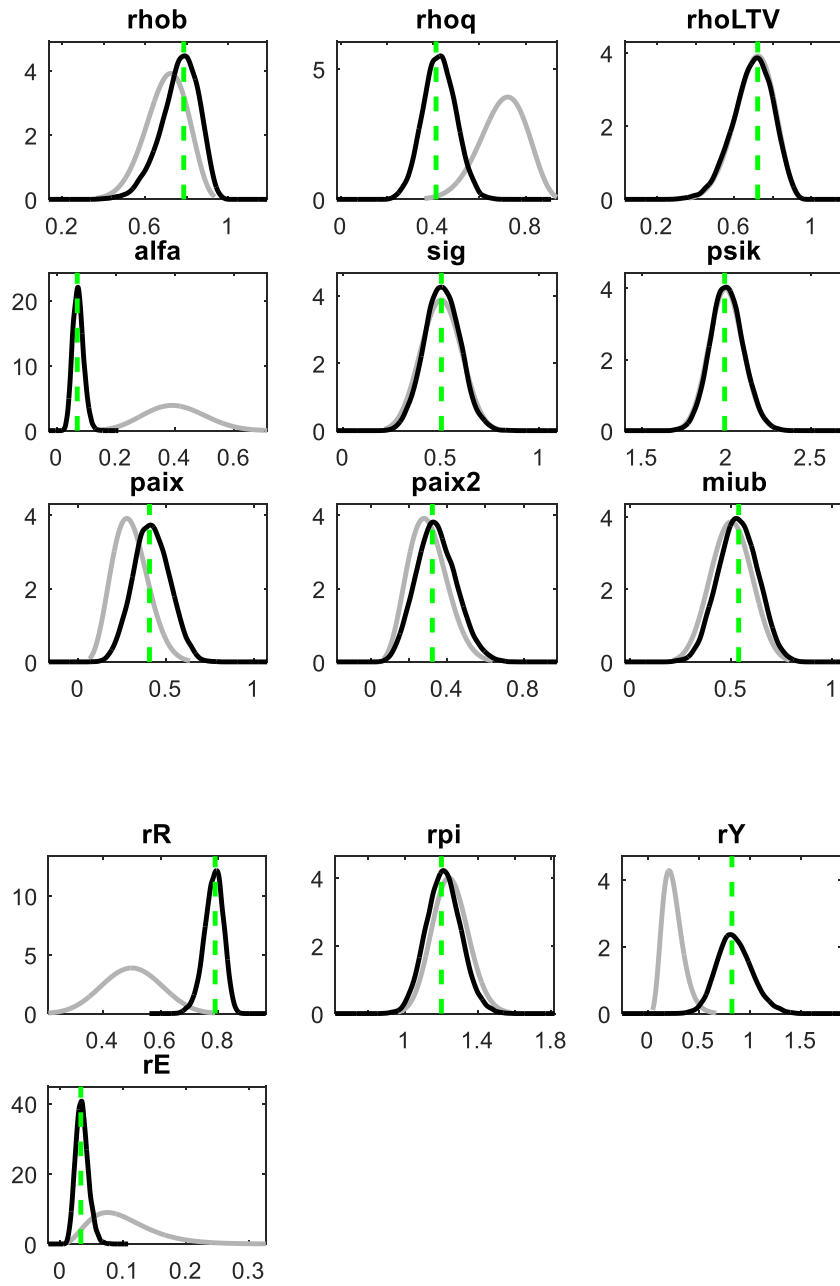 rhob rhoq rhoLTV
4 5 4
2 2
0 0 0
0.2 0.6 1 0 0.4 0.8 0.2 0.6 1
alfa sig psik
20 4 4
10 2 2
0 0 0
0 0.2 0.4 0.6 0 0.5 1 1.5 2 2.5
paix paix2 miub
4 4 4
2 2 2
0 0 0
0 0.5 1 0 0.4 0.8 0 0.5 1
rR rpi rY
10 4 4
5 2 2
0 0 0
0.4 0.6 0.8 1 1.4 1.8 0 0.5 1 1.5
rE
40
20
0
0 0.1 0.2 0.3